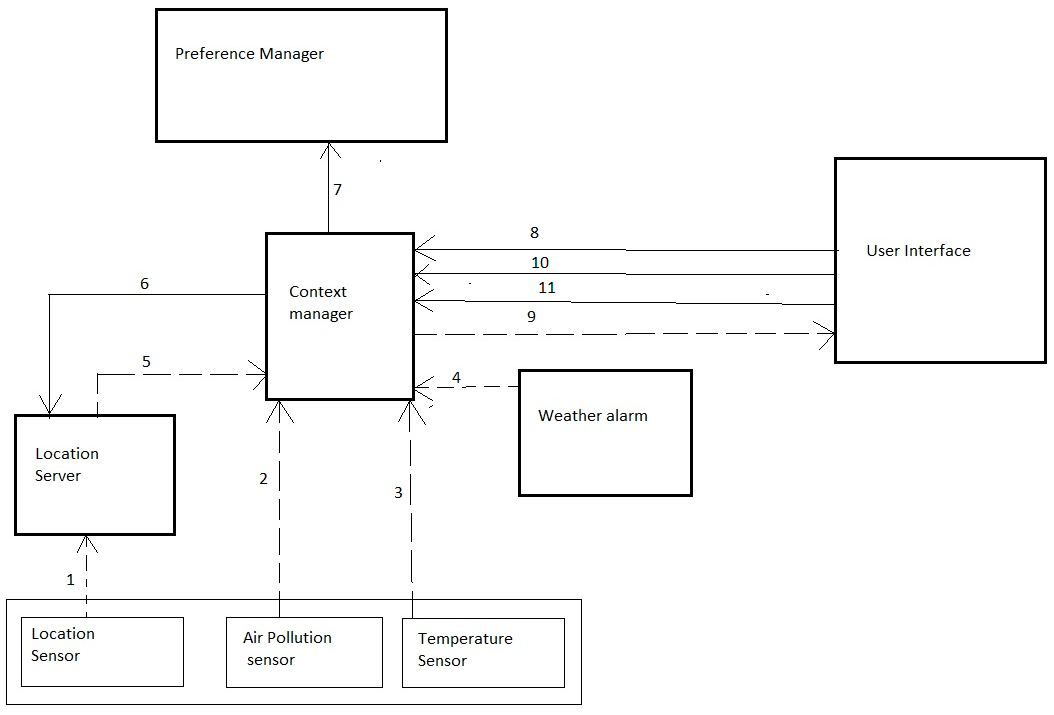 Preference Manager
7
8
User Interface
10
6
Context
manager
11
9
5
4
Weather alarm
Location
Server
2
3
1
Location
Sensor
Air Pollution
sensor
Temperature
Sensor